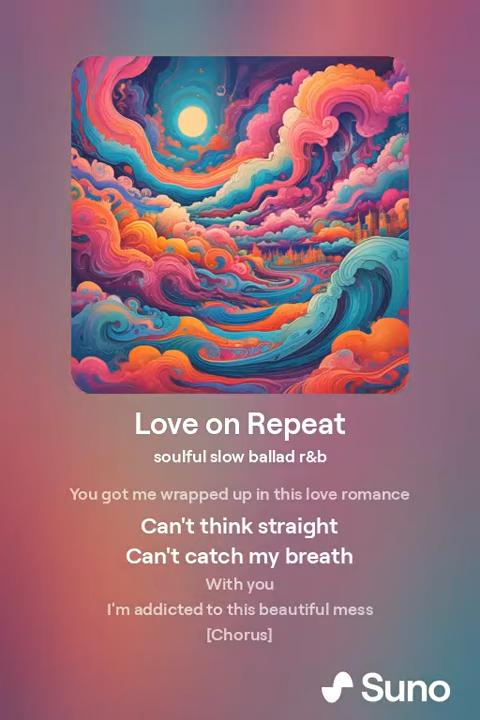 Love on Repeat
soulful slow ballad r&b
You got me wrapped up in this love romance
Can't think straight
Can't catch my breath
With you
I'm addicted to this beautiful mess
[Chorus]
Suno